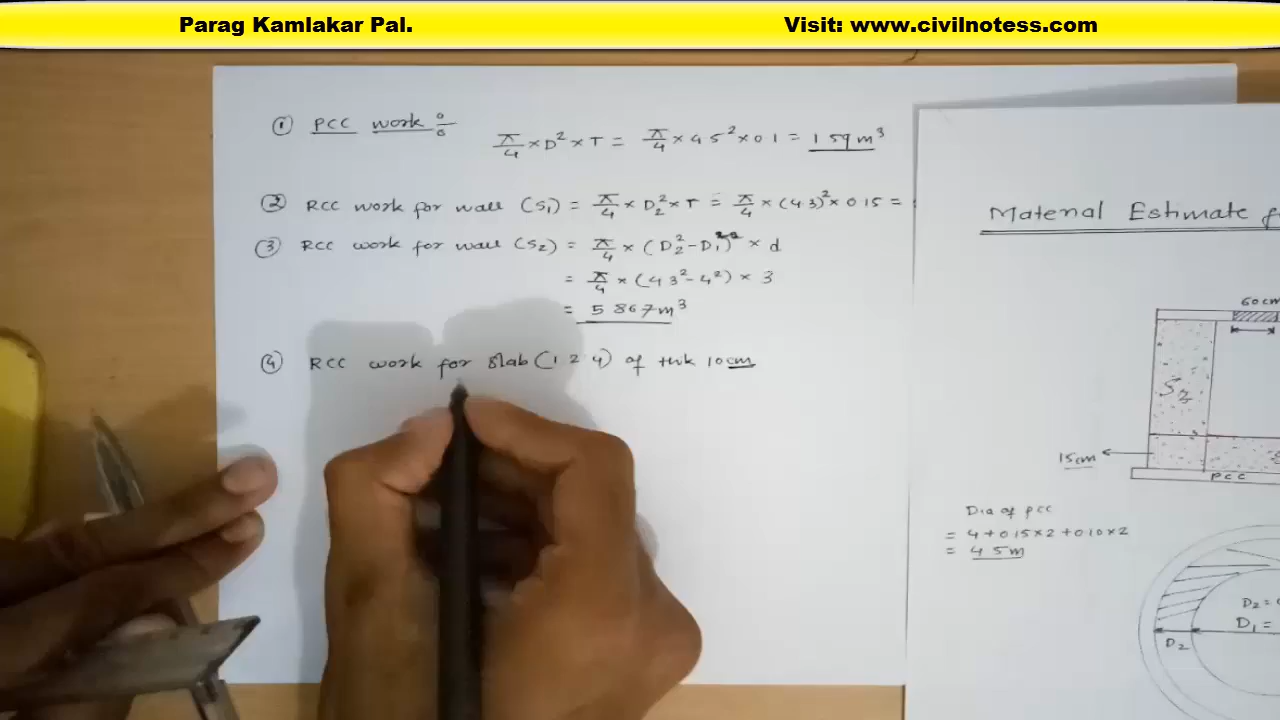 Parag Kamlakar Pal.
Visit: www.civilnotess.com
① PCC work :-
π/4 × D² × T = π/4 × 4.5² × 0.1 = 1.59 m³
② RCC work for wall (S₁) = π/4 × D₂² × T = π/4 × (4.3)² × 0.15 =
③ RCC work for wall (S₂) = π/4 × (D₂² - D₁²) × d
= π/4 × (4.3² - 4²) × 3
= 5.867 m³
④ RCC work for slab (1:2:4) of thk 10cm
Material Estimate
60cm
S₂
15cm
PCC
Dia of PCC
= 4 + 0.15×2 + 0.10×2
= 4.5m
D₂ =
D₁ =
D₂